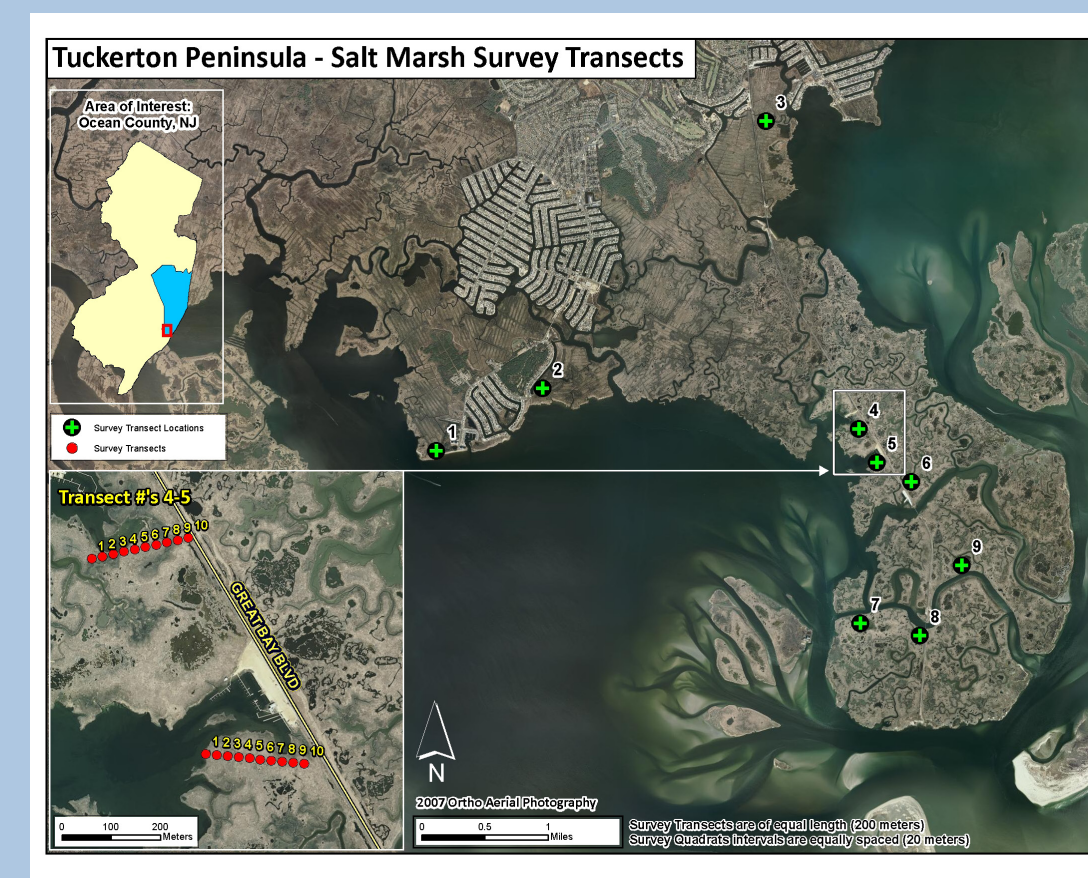 Tuckerton Peninsula - Salt Marsh Survey Transects
Area of Interest:
Ocean County, NJ
Survey Transect Locations
Survey Transects
3
2
1
4
5
6
9
7
8
Transect #'s 4-5
1 2 3 4 5 6 7 8 9 10
GREAT BAY BLVD
1 2 3 4 5 6 7 8 9 10
0 100 200
Meters
N
2007 Ortho Aerial Photography
0 0.5 1
Miles
Survey Transects are of equal length (200 meters)
Survey Quadrats intervals are equally spaced (20 meters)